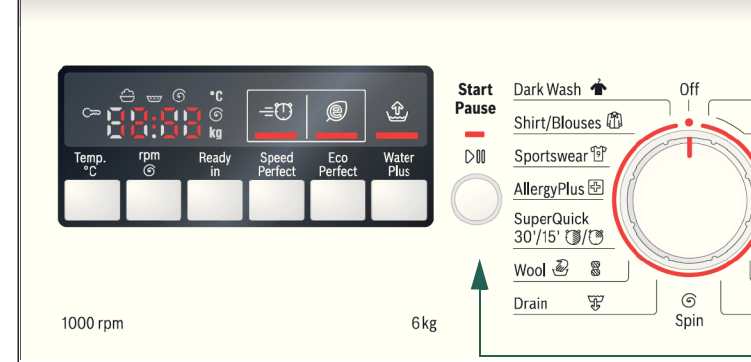 °C
kg
Temp.
°C
rpm
Ready
in
Speed
Perfect
Eco
Perfect
Water
Plus
1000 rpm
6 kg
Start
Pause
Dark Wash
Shirt/Blouses
Sportswear
AllergyPlus
SuperQuick
30'/15'
Wool
Drain
Off
Spin